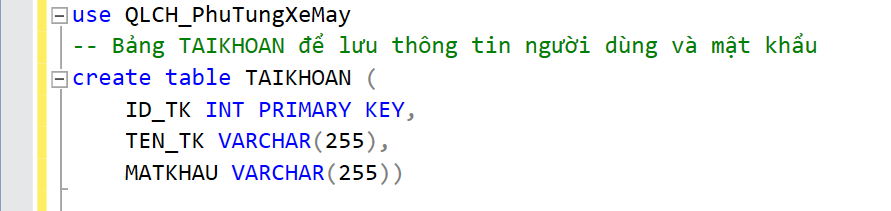 use QLCH_PhuTungXeMay
-- Bảng TAIKHOAN để lưu thông tin người dùng và mật khẩu
create table TAIKHOAN (
ID_TK INT PRIMARY KEY,
TEN_TK VARCHAR(255),
MATKHAU VARCHAR(255))